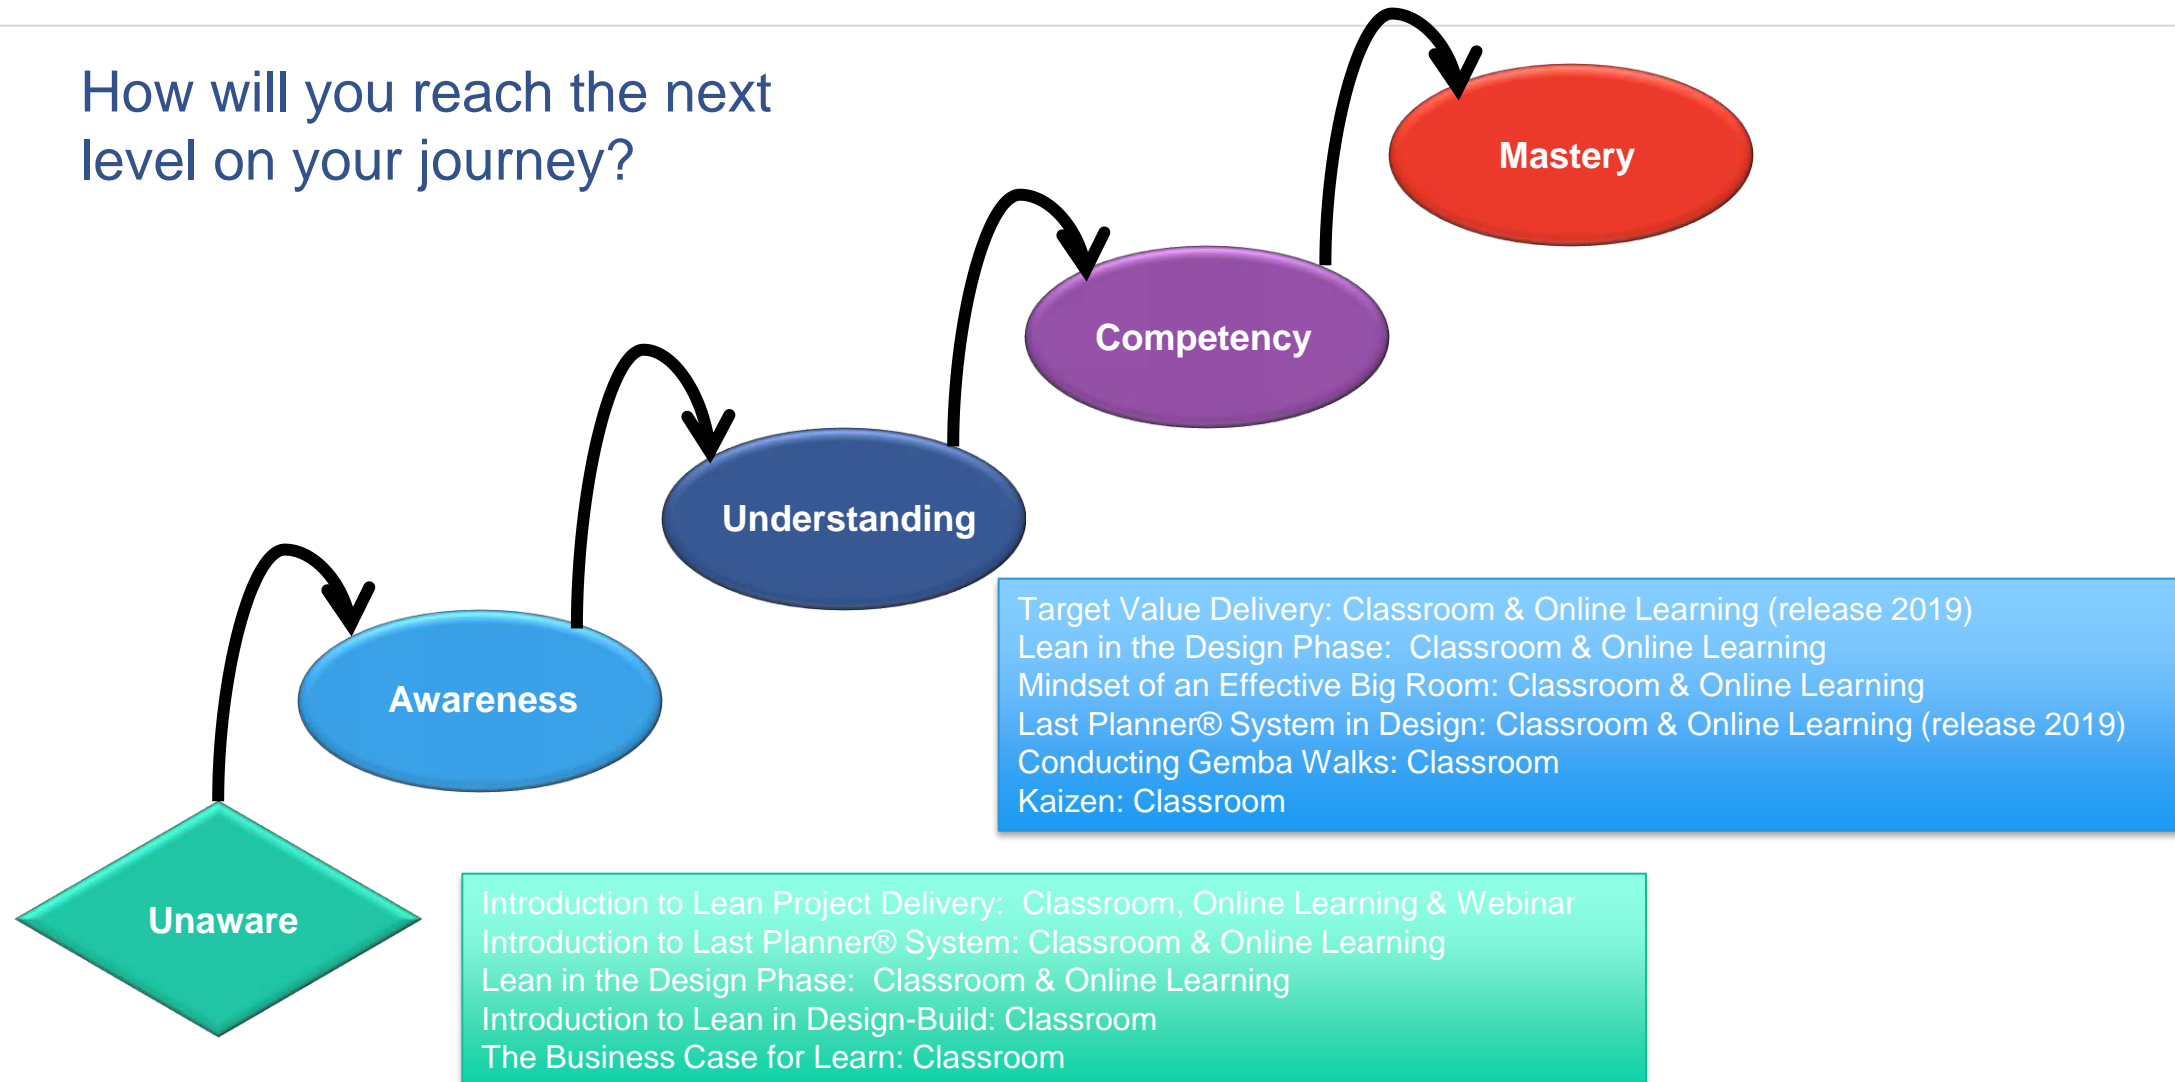 How will you reach the next
level on your journey?
Mastery
Competency
Understanding
Awareness
Unaware
Target Value Delivery: Classroom & Online Learning (release 2019)
Lean in the Design Phase:  Classroom & Online Learning
Mindset of an Effective Big Room: Classroom & Online Learning
Last Planner® System in Design: Classroom & Online Learning (release 2019)
Conducting Gemba Walks: Classroom
Kaizen: Classroom
Introduction to Lean Project Delivery:  Classroom, Online Learning & Webinar
Introduction to Last Planner® System: Classroom & Online Learning
Lean in the Design Phase:  Classroom & Online Learning
Introduction to Lean in Design-Build: Classroom
The Business Case for Learn: Classroom